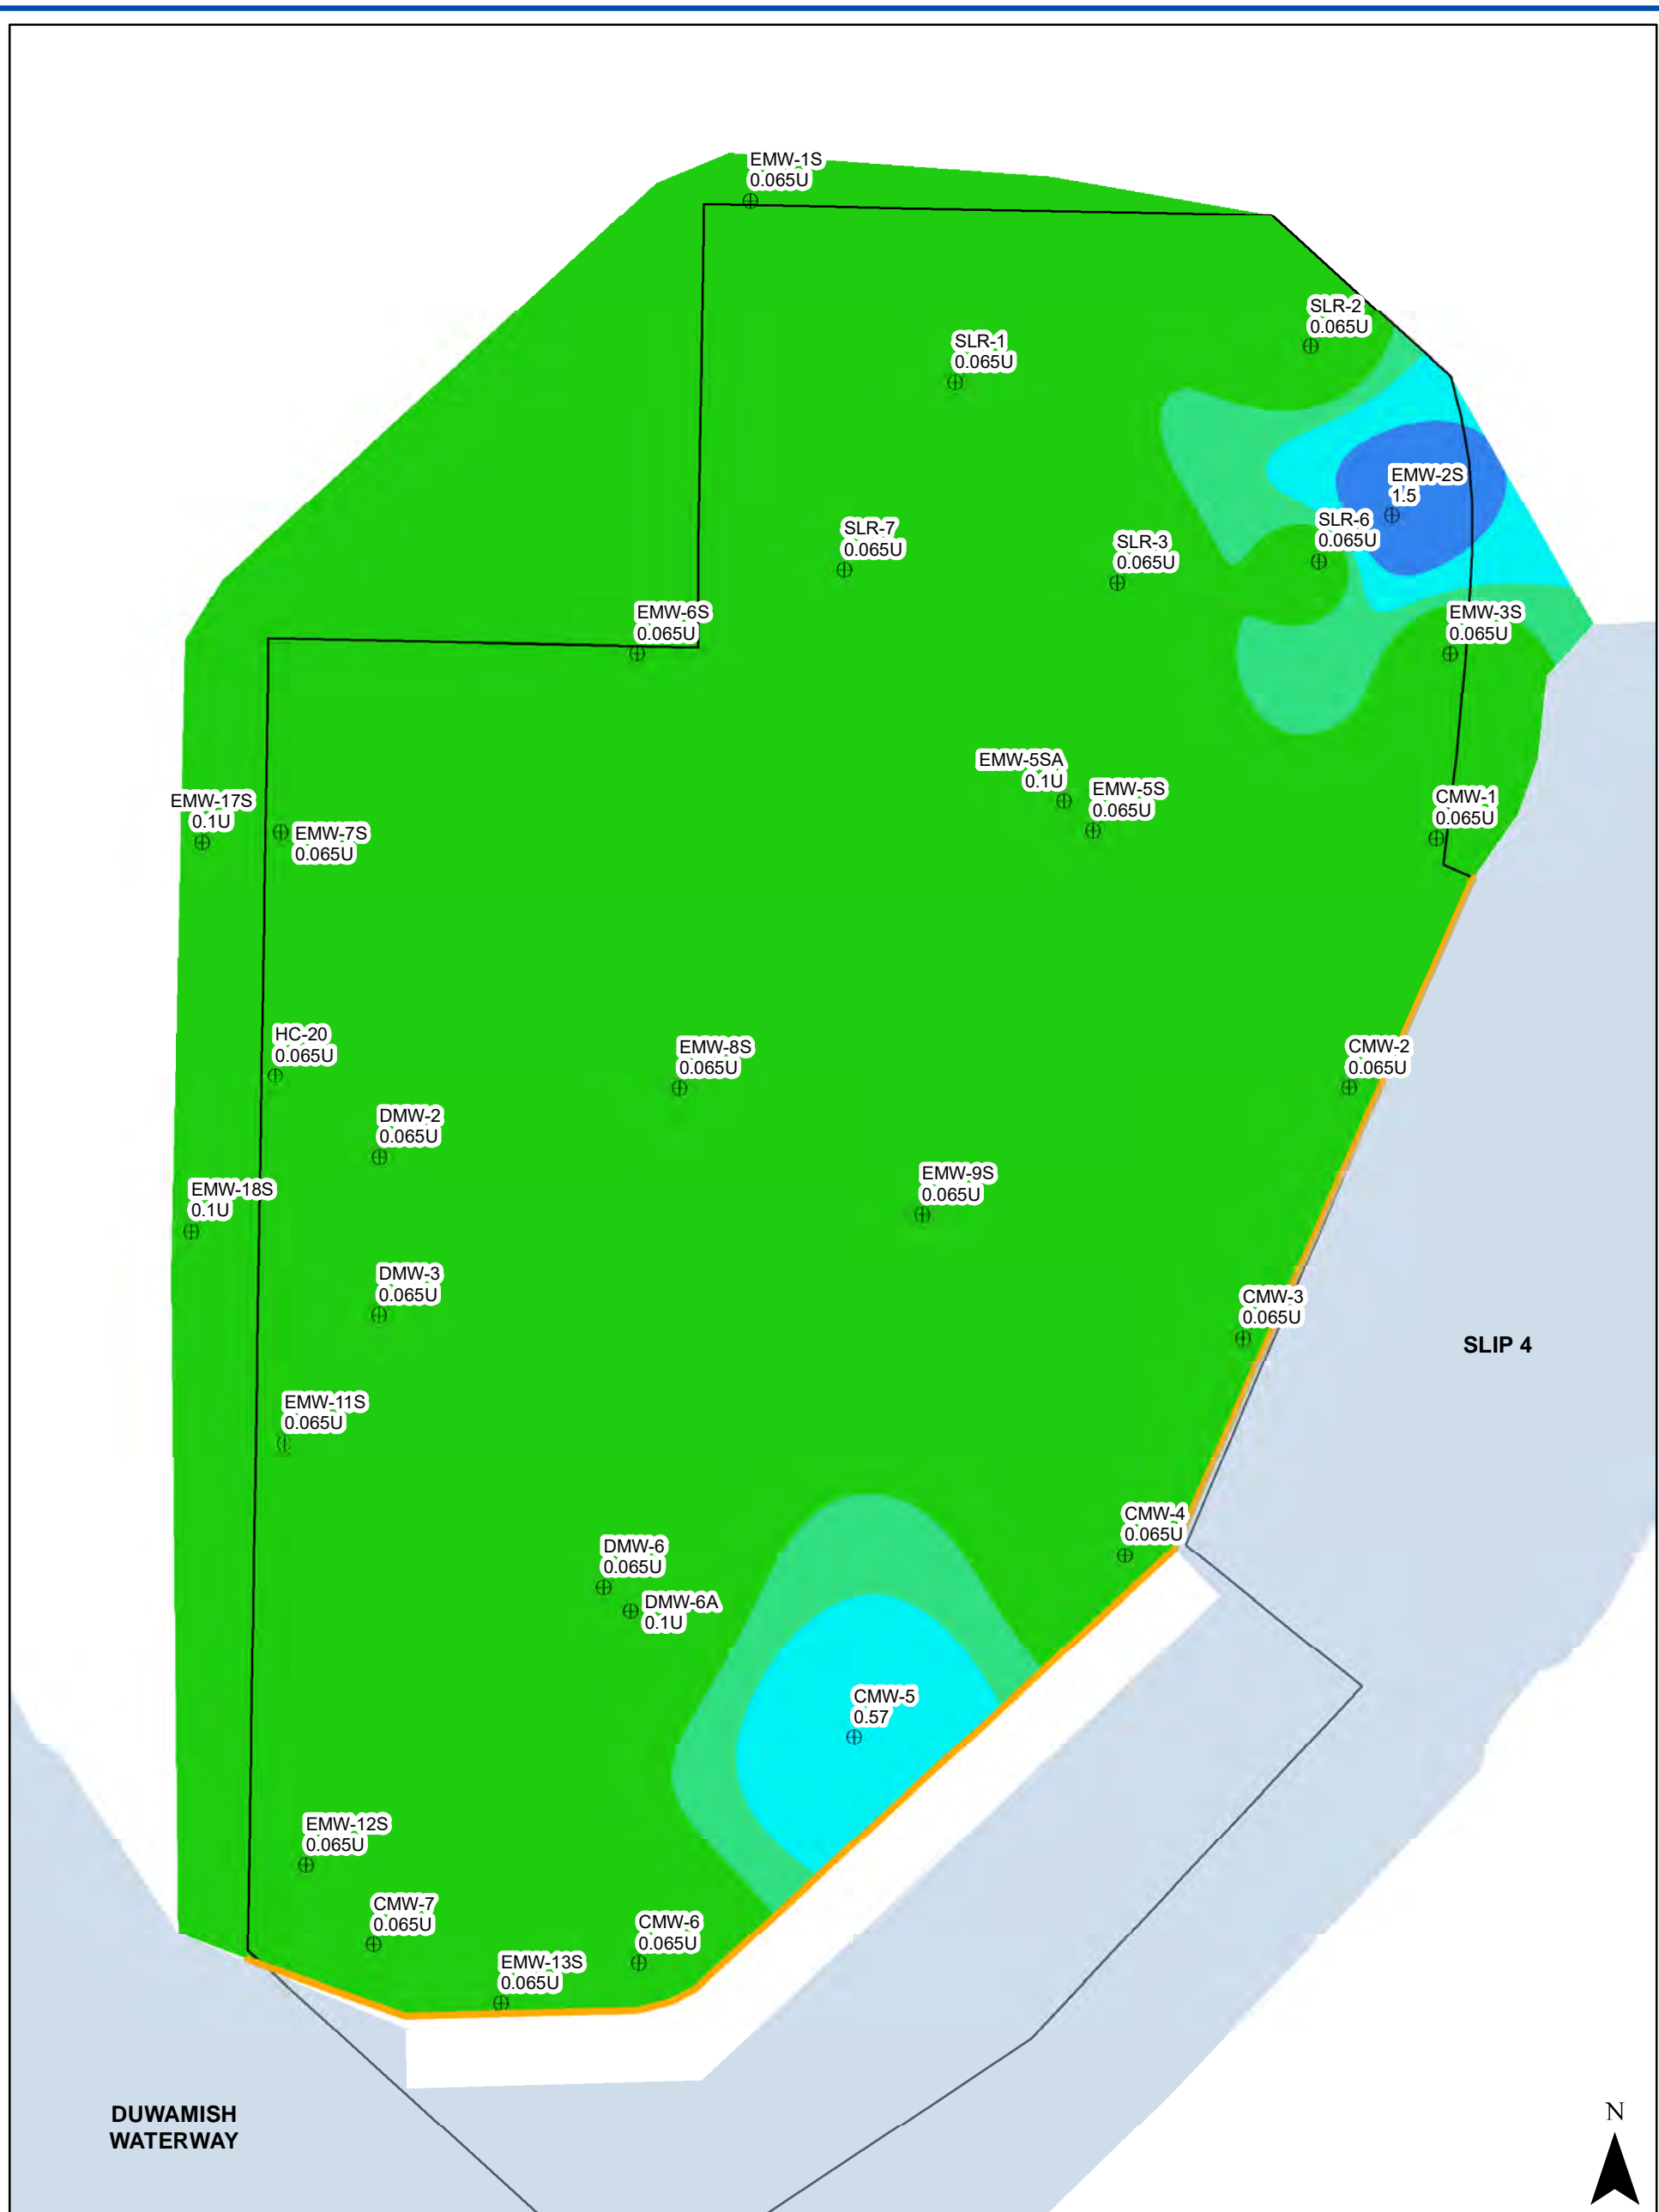 EMW-1S
0.065U
SLR-2
0.065U
SLR-1
0.065U
EMW-2S
1.5
SLR-6
0.065U
SLR-7
0.065U
SLR-3
0.065U
EMW-6S
0.065U
EMW-3S
0.065U
EMW-5SA
0.1U
EMW-5S
0.065U
CMW-1
0.065U
EMW-17S
0.1U
EMW-7S
0.065U
HC-20
0.065U
EMW-8S
0.065U
CMW-2
0.065U
DMW-2
0.065U
EMW-9S
0.065U
EMW-18S
0.1U
DMW-3
0.065U
CMW-3
0.065U
SLIP 4
EMW-11S
0.065U
CMW-4
0.065U
DMW-6
0.065U
DMW-6A
0.1U
CMW-5
0.57
EMW-12S
0.065U
CMW-7
0.065U
CMW-6
0.065U
EMW-13S
0.065U
DUWAMISH
WATERWAY
N